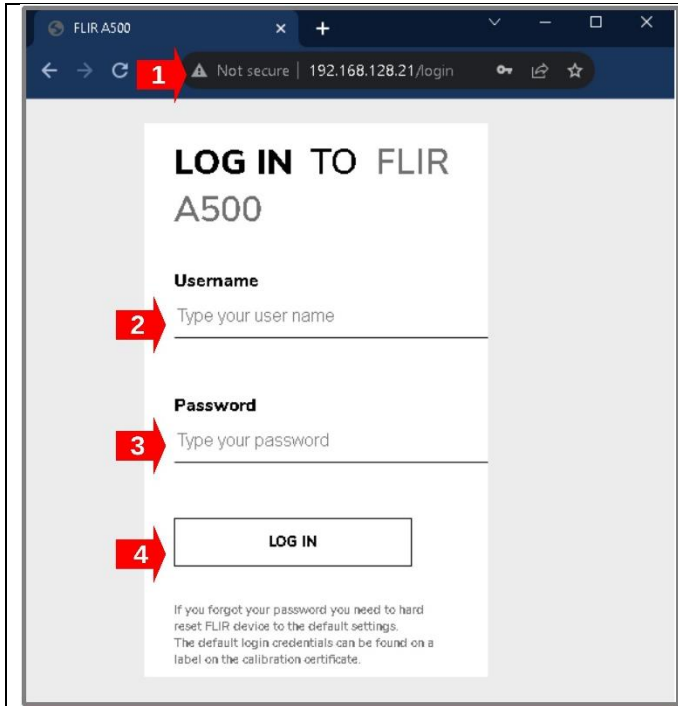 FLIR A500
1 Not secure | 192.168.128.21/login
LOG IN TO FLIR
A500
Username
2 Type your user name
Password
3 Type your password
4 LOG IN
If you forgot your password you need to hard
reset FLIR device to the default settings.
The default login credentials can be found on a
label on the calibration certificate.